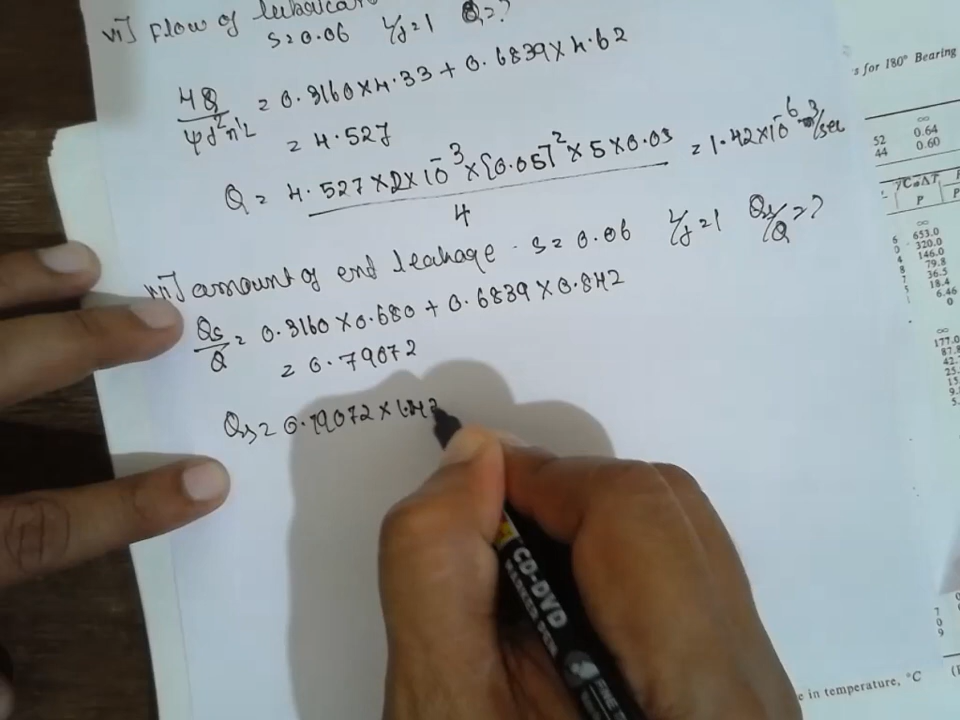 vi] Flow of lubricant
S=0.06 L/d=1 Q=?
4Q/ψd²n'L = 0.3160×4.33 + 0.6839×4.62
= 4.527
Q = 4.527×2×10⁻³×(0.05)²×5×0.03 / 4 = 1.42×10⁻⁶ m³/sec
vii] amount of end leakage - S=0.06 L/d=1 Qs/Q=?
Qs/Q = 0.3160×0.680 + 0.6839×0.842
= 0.79072
Qs = 0.79072×1.42
s for 180° Bearing
∞
52 0.64
44 0.60
P
∞
653.0
320.0
146.0
79.8
36.5
18.4
6.46
0
∞
177.0
7
0
9
e in temperature, °C